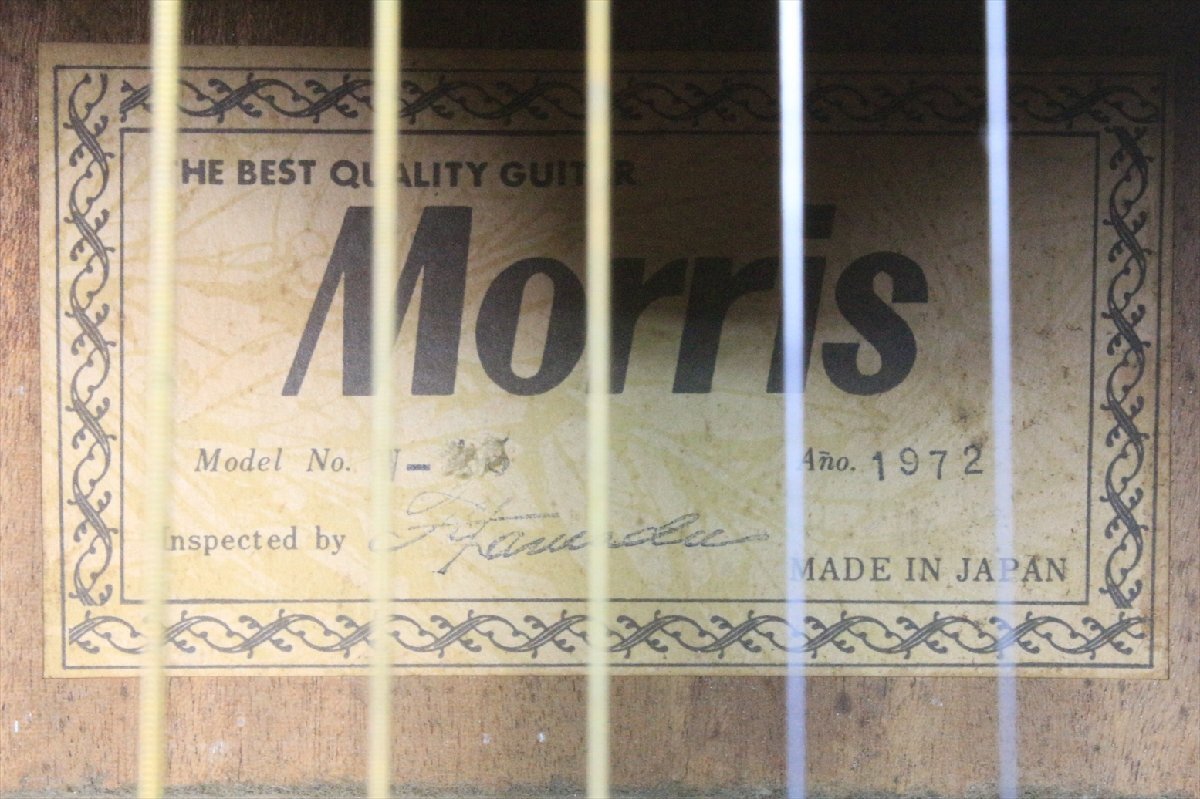 THE BEST QUALITY GUITAR
Morris
Model No.
Año. 1972
Inspected by
MADE IN JAPAN